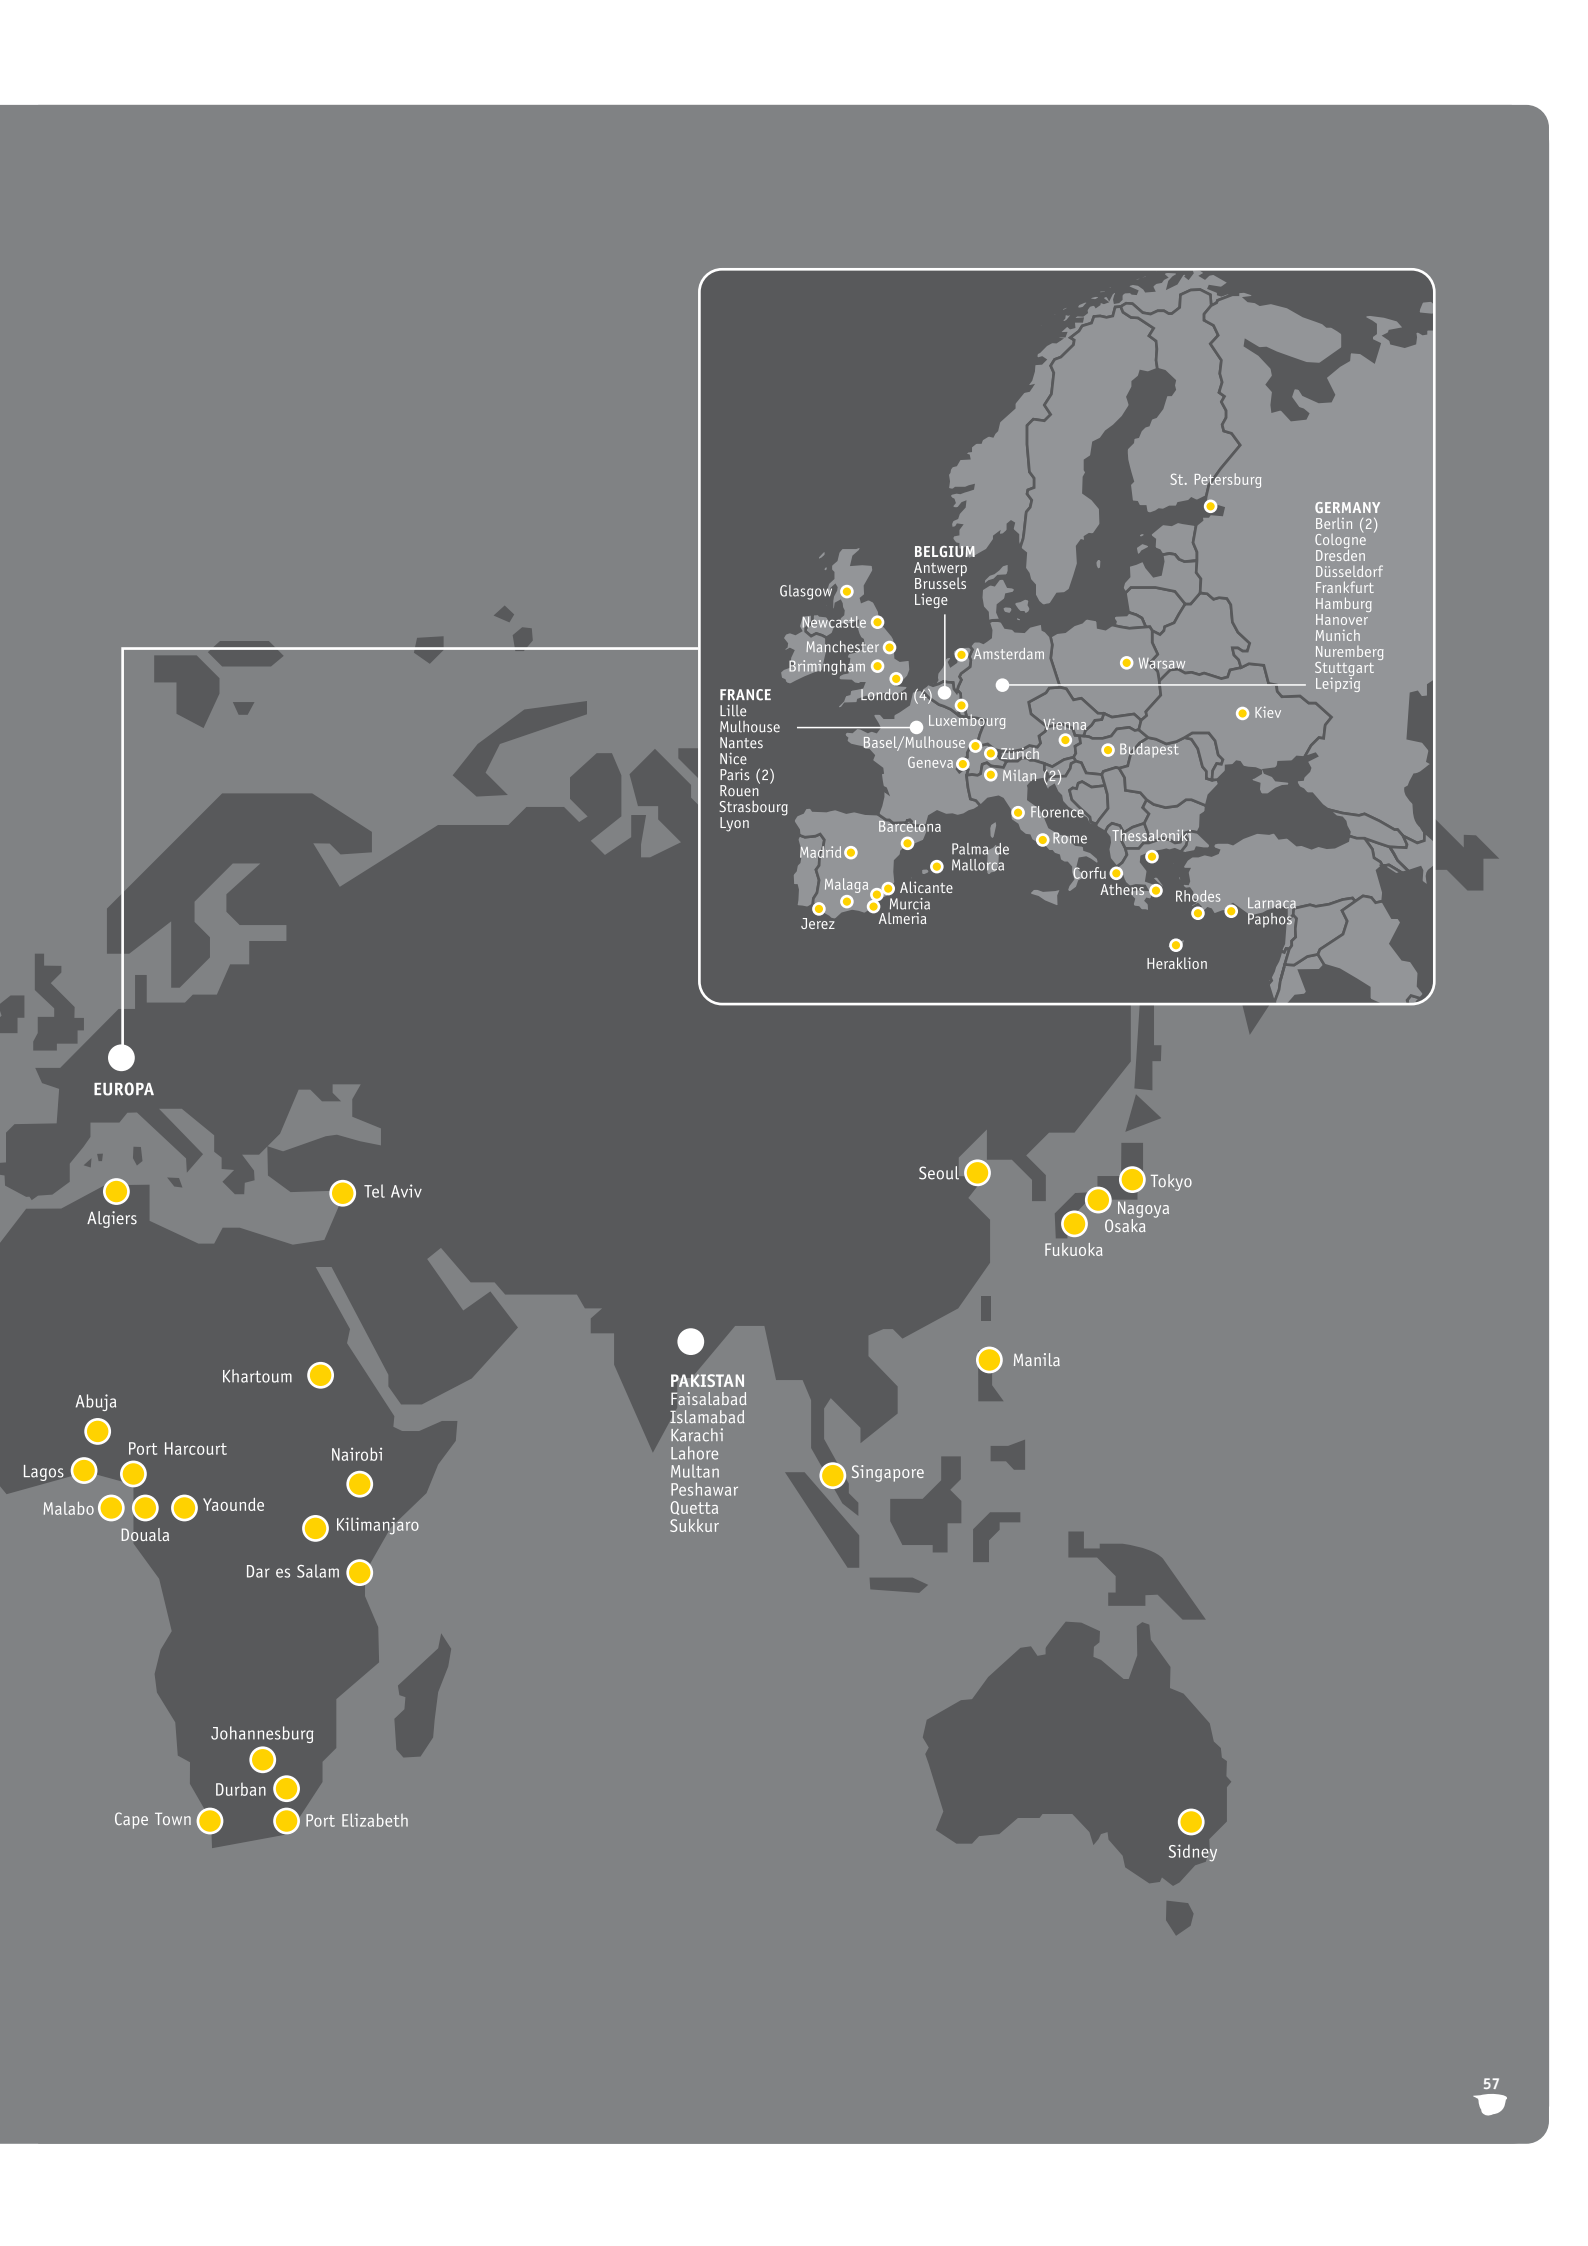 St. Petersburg
GERMANY
Berlin (2)
Cologne
Dresden
Düsseldorf
Frankfurt
Hamburg
Hanover
Munich
Nuremberg
Stuttgart
Leipzig
BELGIUM
Antwerp
Brussels
Liege
Glasgow
Newcastle
Manchester
Brimingham
London (4)
Amsterdam
Warsaw
FRANCE
Lille
Mulhouse
Nantes
Nice
Paris (2)
Rouen
Strasbourg
Lyon
Luxembourg
Kiev
Vienna
Basel/Mulhouse
Zürich
Budapest
Geneva
Milan (2)
Florence
Barcelona
Rome
Thessaloniki
Madrid
Palma de
Mallorca
Corfu
Malaga
Alicante
Athens
Murcia
Rhodes
Larnaca
Paphos
Almeria
Jerez
Heraklion
EUROPA
Seoul
Tokyo
Tel Aviv
Nagoya
Algiers
Osaka
Fukuoka
Manila
Khartoum
PAKISTAN
Faisalabad
Islamabad
Karachi
Lahore
Multan
Peshawar
Quetta
Sukkur
Abuja
Port Harcourt
Nairobi
Lagos
Singapore
Malabo
Yaounde
Douala
Kilimanjaro
Dar es Salam
Johannesburg
Durban
Cape Town
Port Elizabeth
Sidney
57